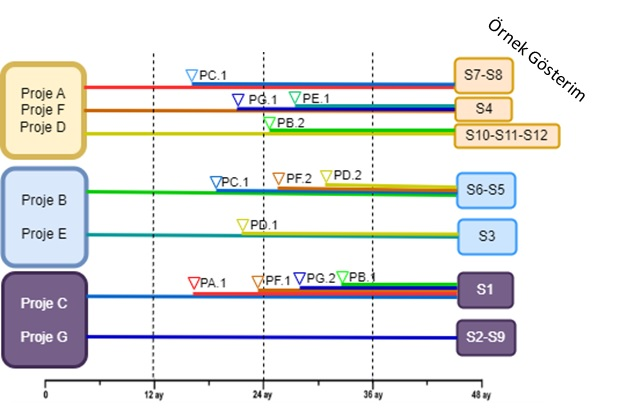 Örnek Gösterim
Proje A
Proje F
Proje D
PC.1
S7-S8
PG.1
PE.1
S4
PB.2
S10-S11-S12
Proje B
Proje E
PC.1
PF.2
PD.2
S6-S5
PD.1
S3
Proje C
Proje G
PA.1
PF.1
PG.2
PB.1
S1
S2-S9
0
12 ay
24 ay
36 ay
48 ay